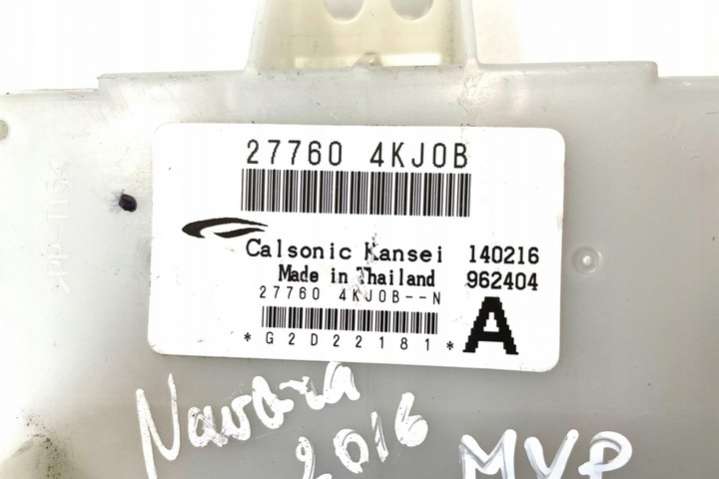 27760 4KJ0B
Calsonic Kansei 140216
Made in Thailand 962404
27760 4KJ0B--N
A
*G2D22181*
Navara
2016
MVP